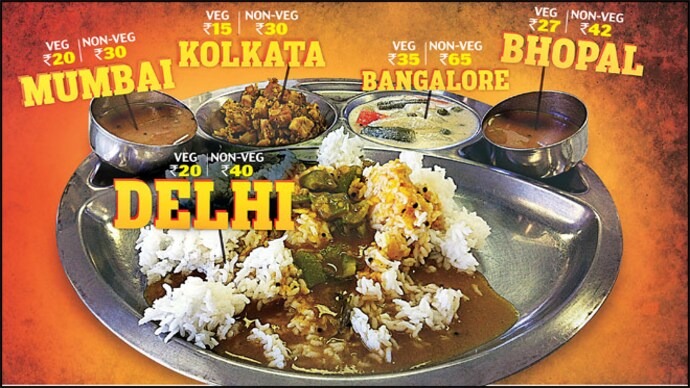 VEG | NON-VEG
₹20 | ₹30
MUMBAI
VEG | NON-VEG
₹15 | ₹30
KOLKATA
VEG | NON-VEG
₹35 | ₹65
BANGALORE
VEG | NON-VEG
₹27 | ₹42
BHOPAL
VEG | NON-VEG
₹20 | ₹40
DELHI